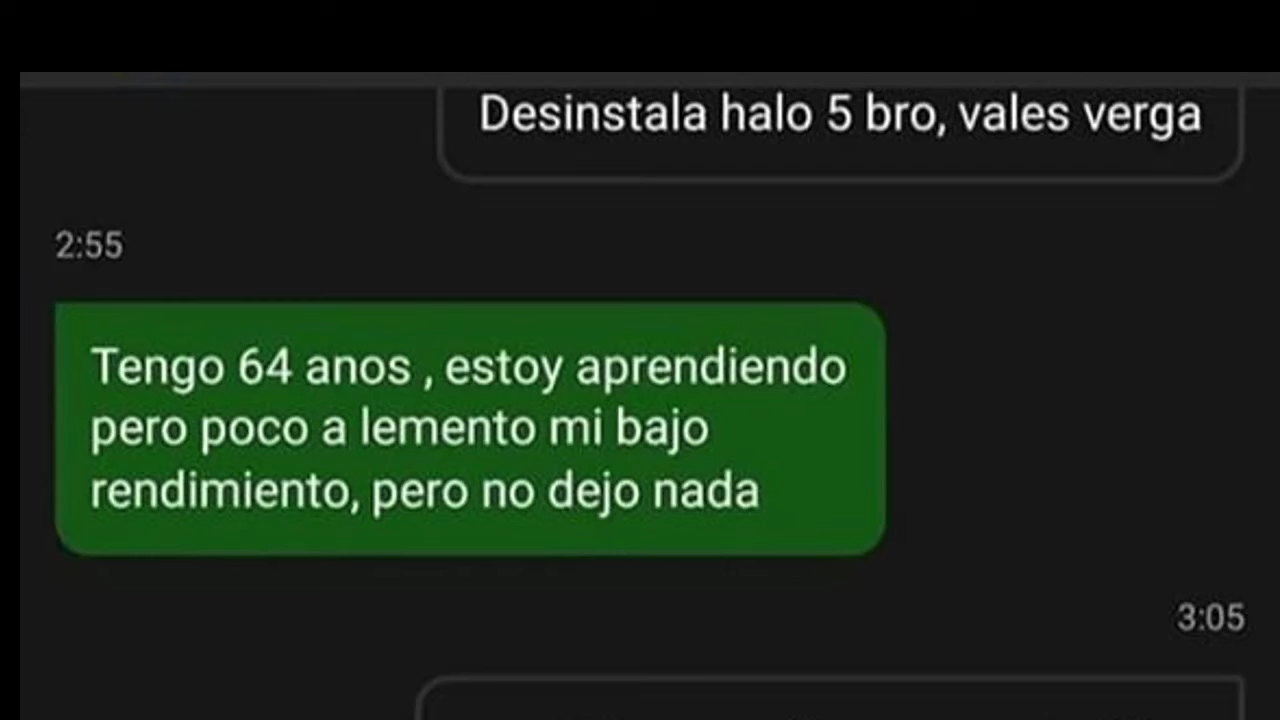 Desinstala halo 5 bro, vales verga
2:55
Tengo 64 anos , estoy aprendiendo
pero poco a lemento mi bajo
rendimiento, pero no dejo nada
3:05